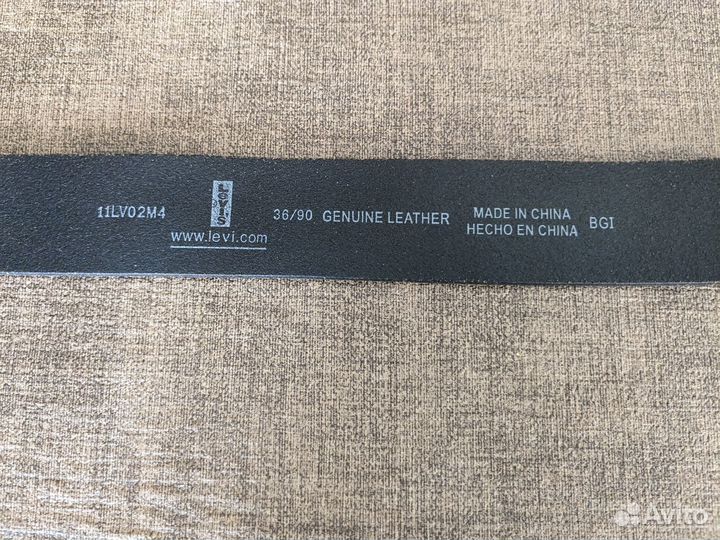 11LV02M4
Levi's
www.levi.com
36/90 GENUINE LEATHER
MADE IN CHINA
HECHO EN CHINA
BGI
Avito